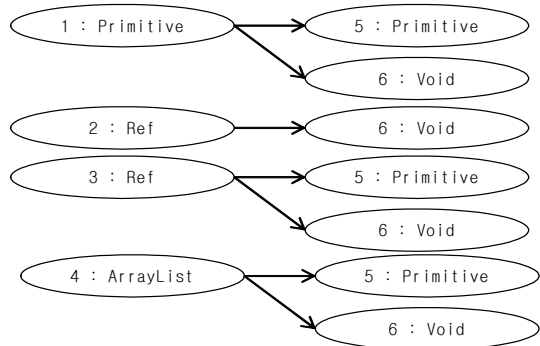 1 : Primitive
5 : Primitive
6 : Void
2 : Ref
6 : Void
3 : Ref
5 : Primitive
6 : Void
4 : ArrayList
5 : Primitive
6 : Void